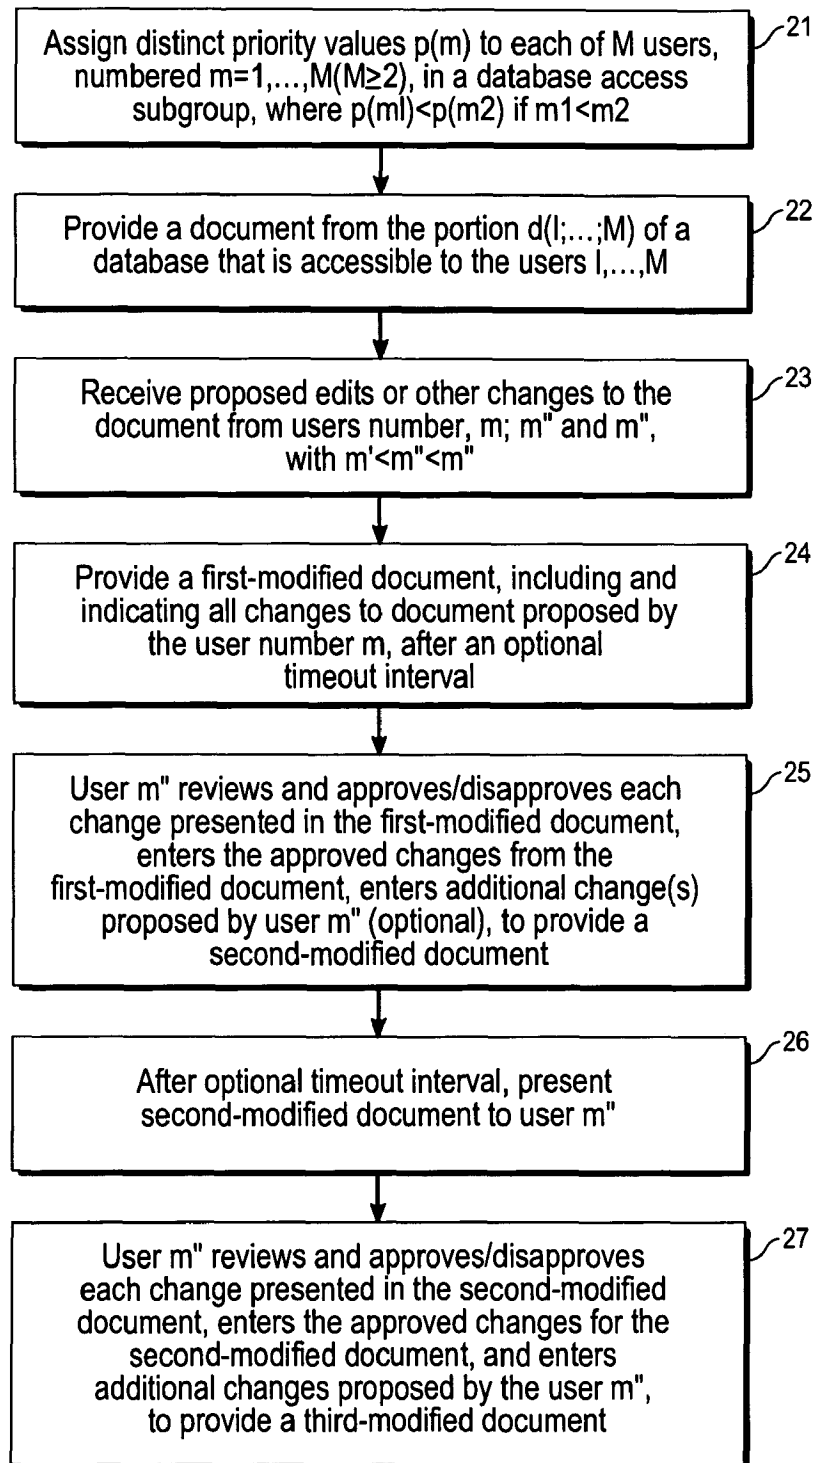 Assign distinct priority values p(m) to each of M users,
numbered m=1,...,M(M≥2), in a database access
subgroup, where p(ml)<p(m2) if m1<m2
21
Provide a document from the portion d(l;...;M) of a
database that is accessible to the users l,...,M
22
Receive proposed edits or other changes to the
document from users number, m; m" and m",
with m'<m"<m"
23
Provide a first-modified document, including and
indicating all changes to document proposed by
the user number m, after an optional
timeout interval
24
User m" reviews and approves/disapproves each
change presented in the first-modified document,
enters the approved changes from the
first-modified document, enters additional change(s)
proposed by user m" (optional), to provide a
second-modified document
25
After optional timeout interval, present
second-modified document to user m"
26
User m" reviews and approves/disapproves
each change presented in the second-modified
document, enters the approved changes for the
second-modified document, and enters
additional changes proposed by the user m",
to provide a third-modified document
27